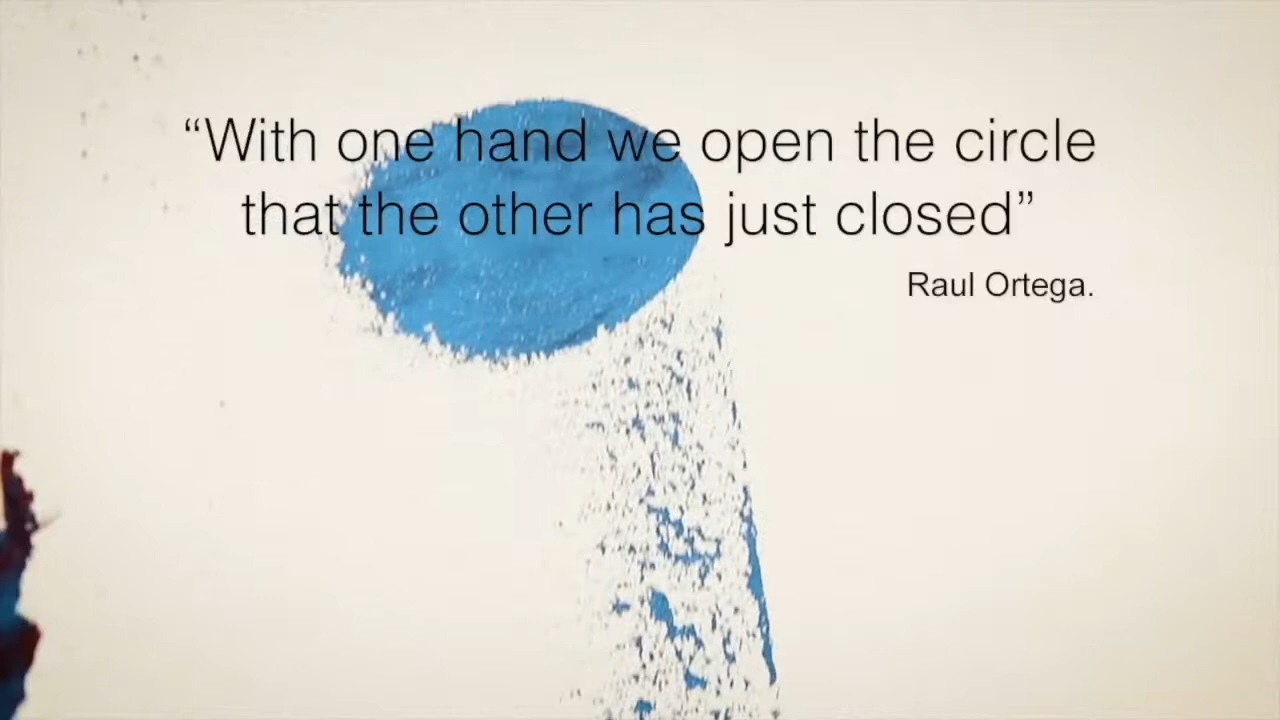 “With one hand we open the circle
that the other has just closed”
Raul Ortega.